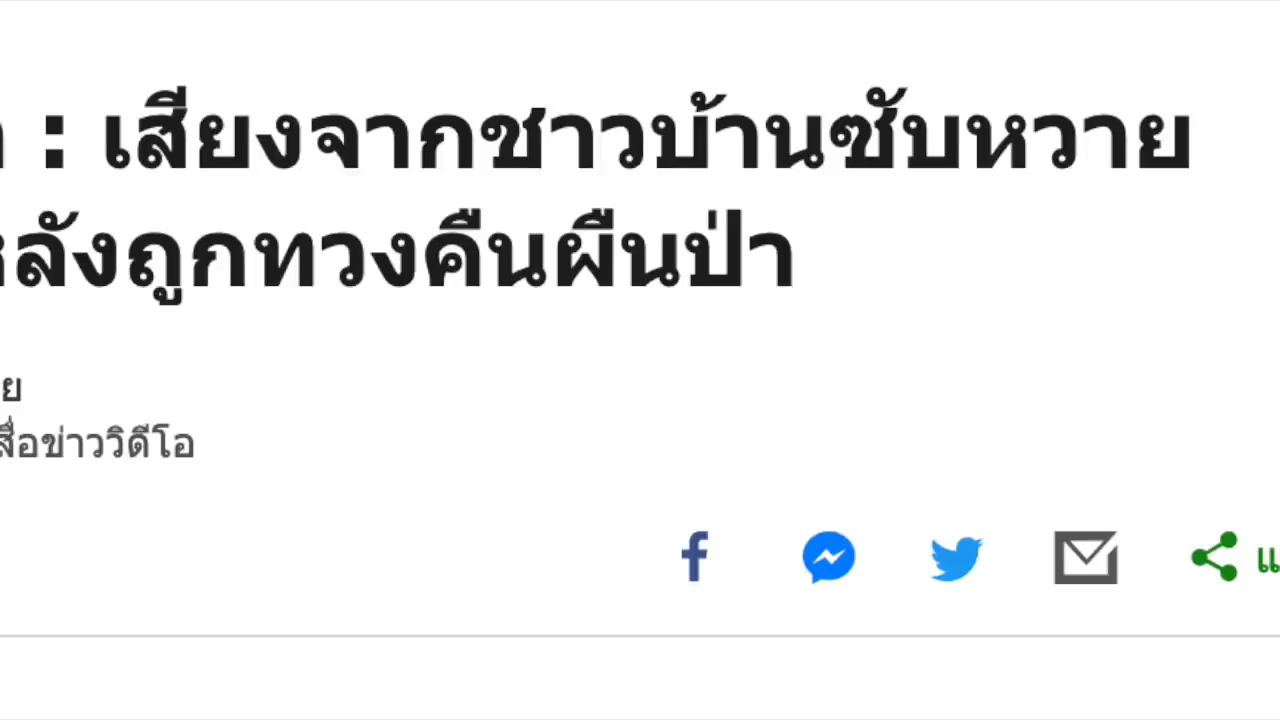 : เสียงจากชาวบ้านซับหวาย
หลังถูกทวงคืนผืนป่า
สื่อข่าววิดีโอ